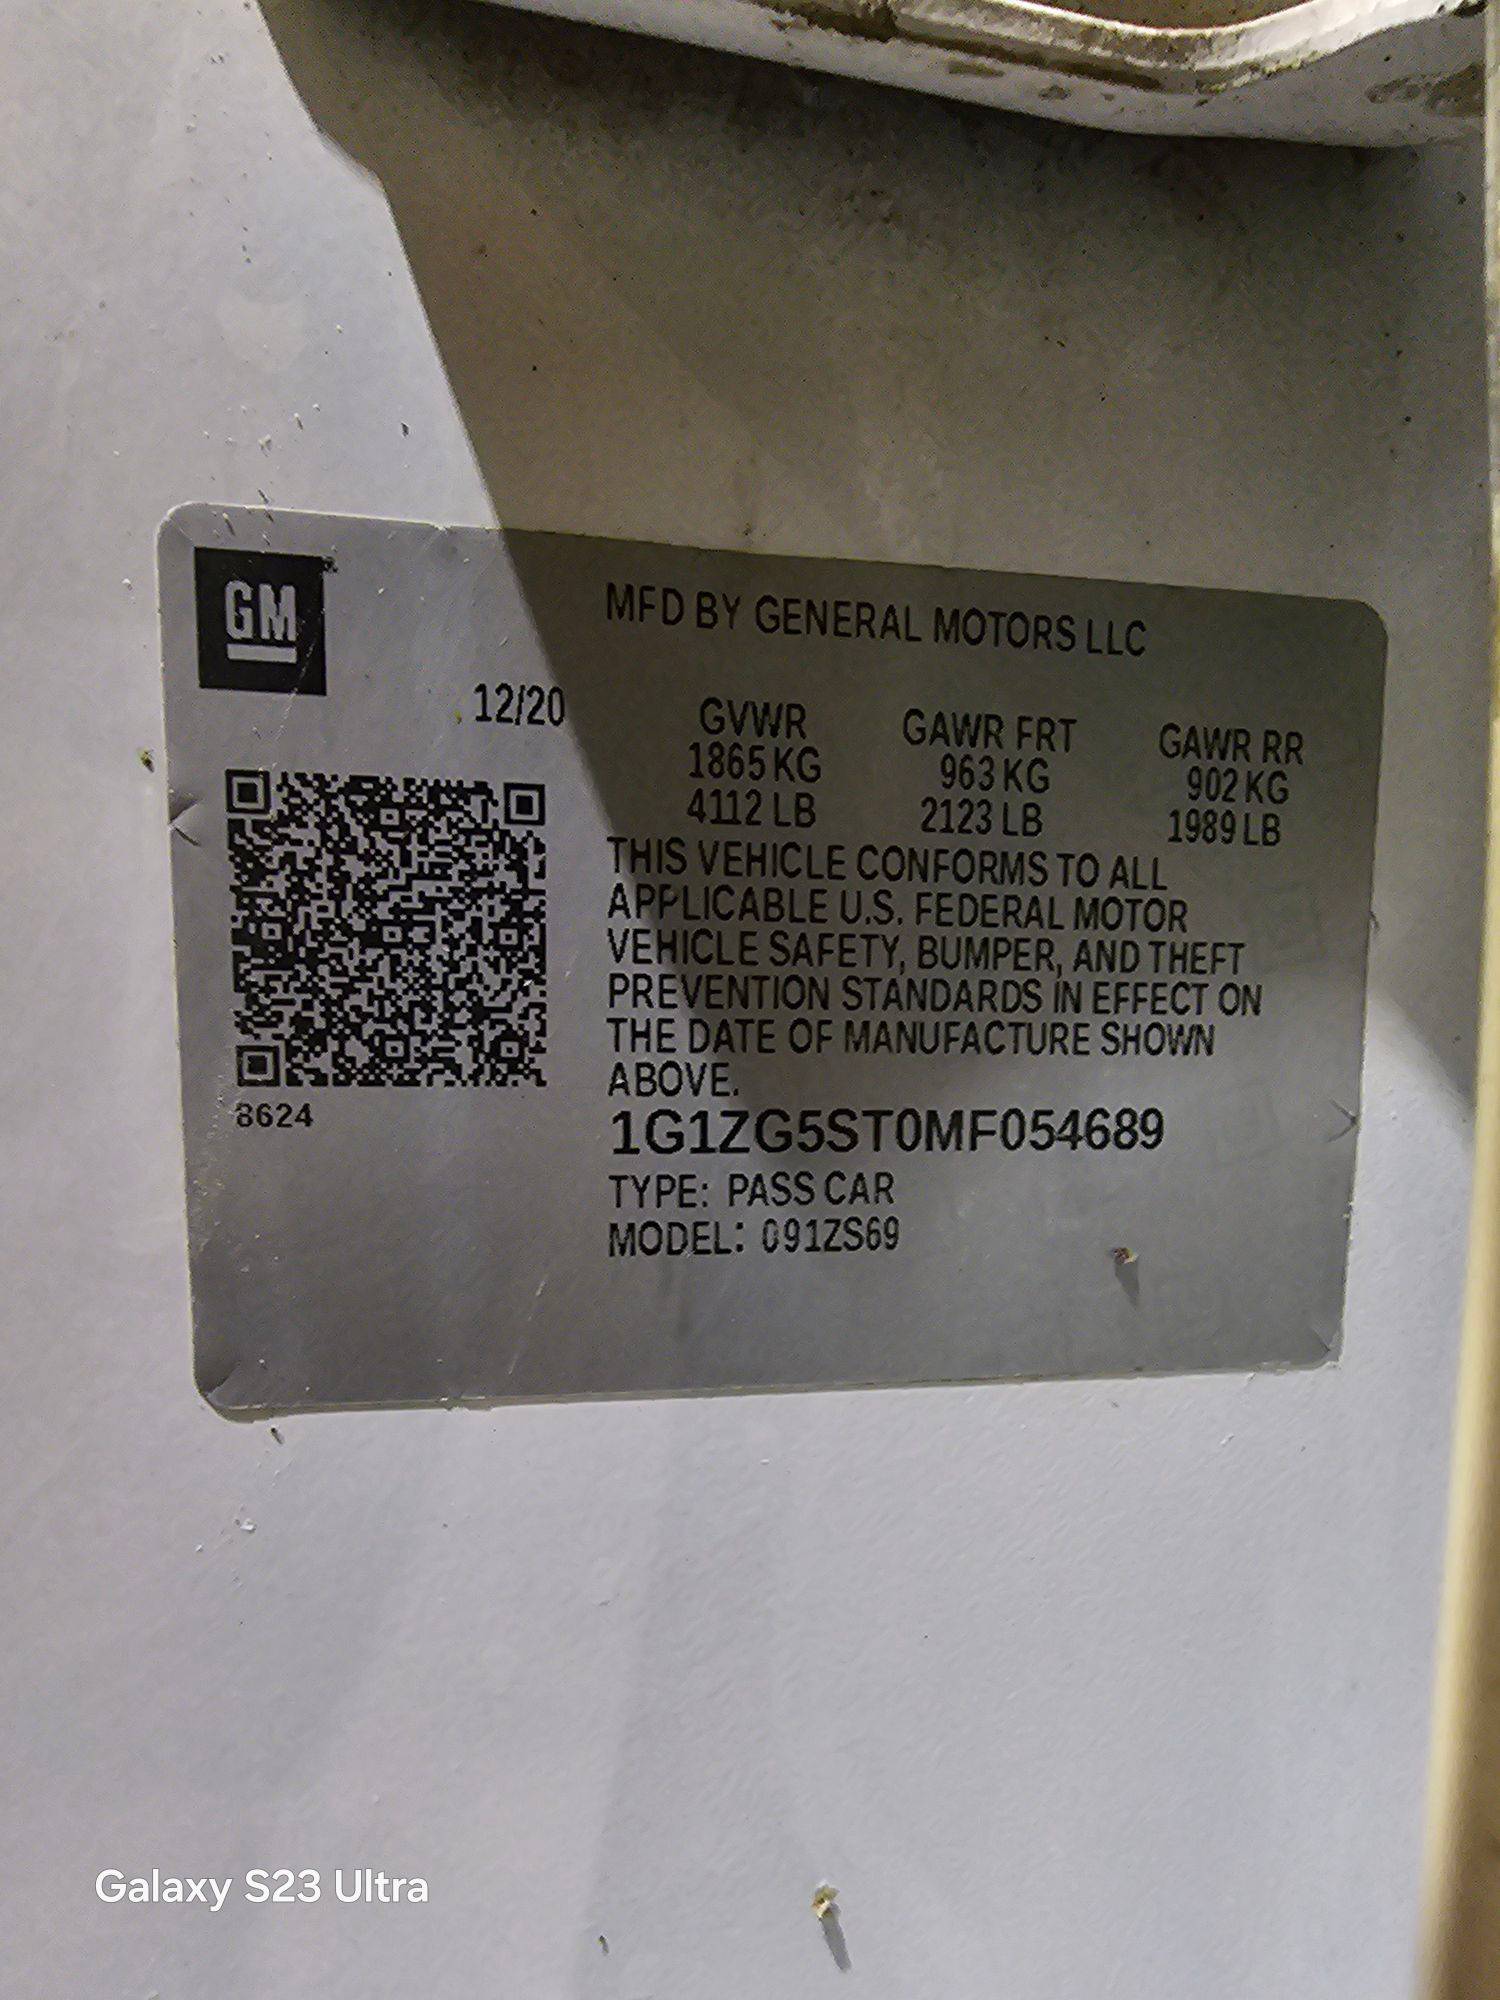 GM
MFD BY GENERAL MOTORS LLC
12/20
GVWR GAWR FRT GAWR RR
1865 KG 963 KG 902 KG
4112 LB 2123 LB 1989 LB
THIS VEHICLE CONFORMS TO ALL
APPLICABLE U.S. FEDERAL MOTOR
VEHICLE SAFETY, BUMPER, AND THEFT
PREVENTION STANDARDS IN EFFECT ON
THE DATE OF MANUFACTURE SHOWN
ABOVE.
8624
1G1ZG5ST0MF054689
TYPE: PASS CAR
MODEL: 091ZS69
Galaxy S23 Ultra